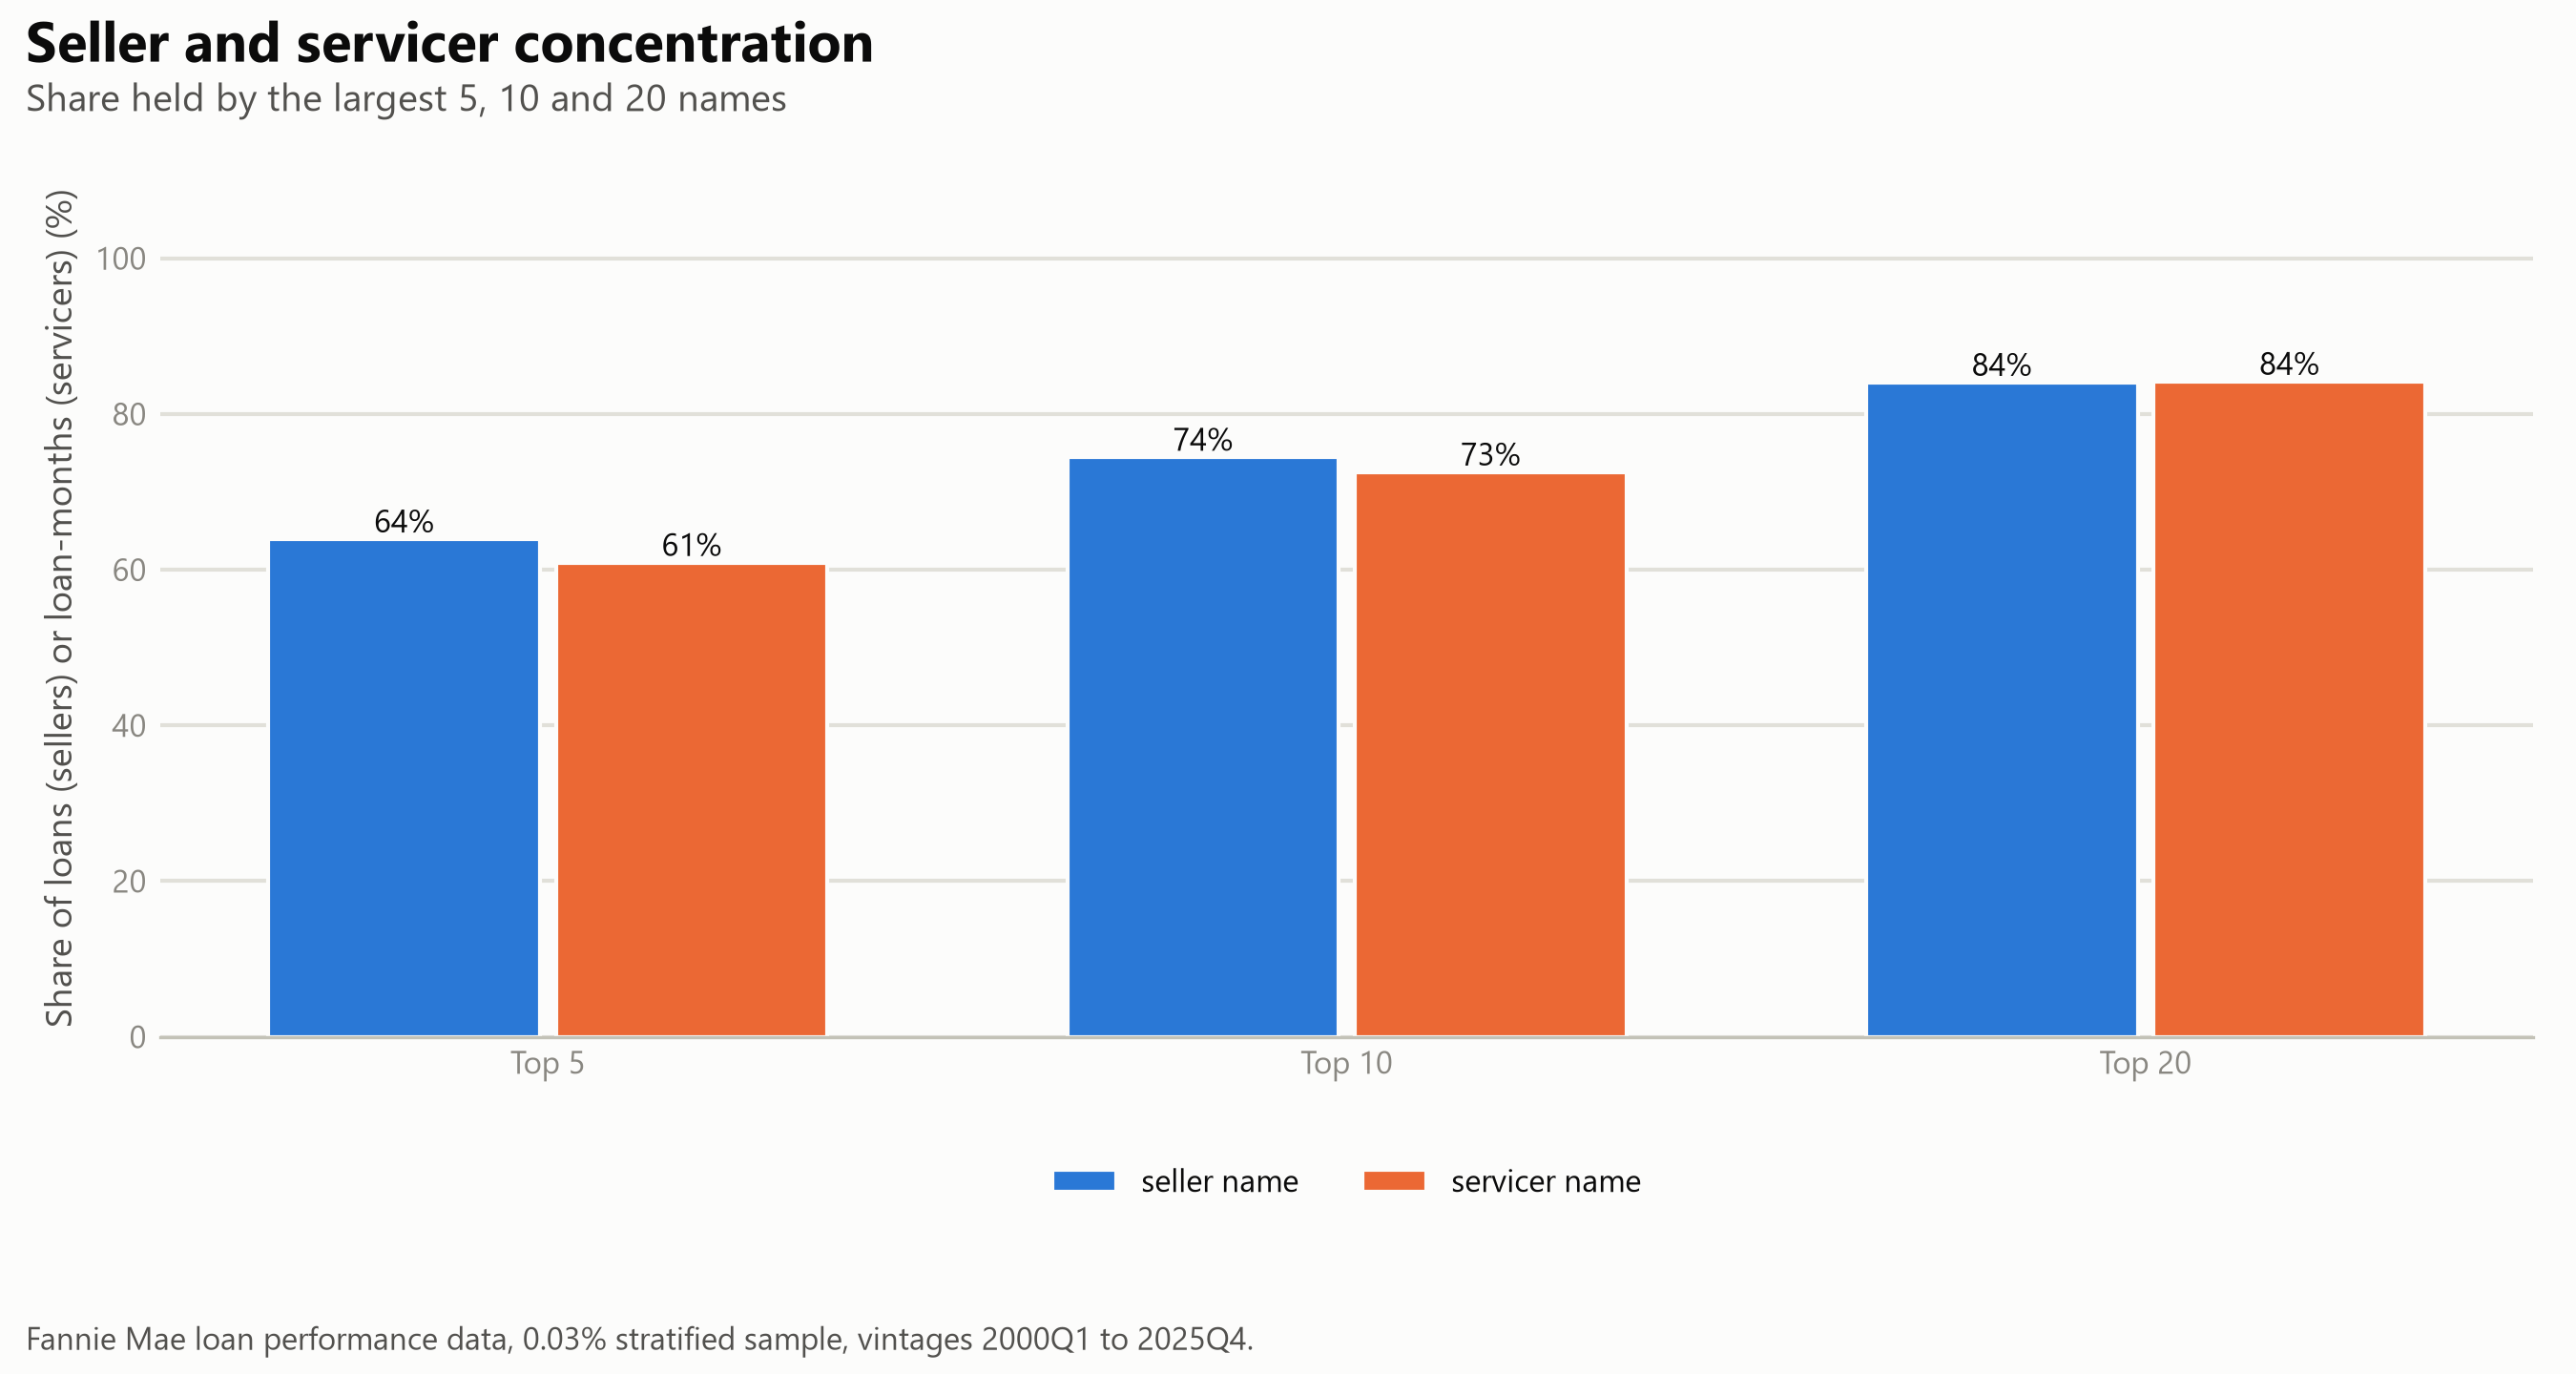 Seller and servicer concentration
Share held by the largest 5, 10 and 20 names
Share of loans (sellers) or loan-months (servicers) (%)
100
80
60
40
20
0
64%
61%
74%
73%
84%
84%
Top 5
Top 10
Top 20
seller name
servicer name
Fannie Mae loan performance data, 0.03% stratified sample, vintages 2000Q1 to 2025Q4.